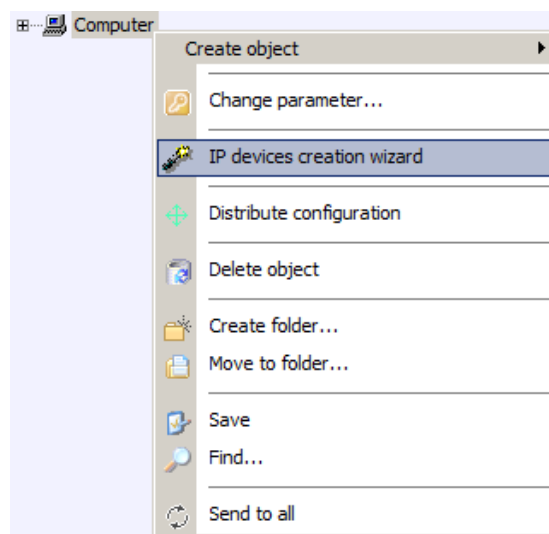 Computer
Create object
Change parameter...
IP devices creation wizard
Distribute configuration
Delete object
Create folder...
Move to folder...
Save
Find...
Send to all